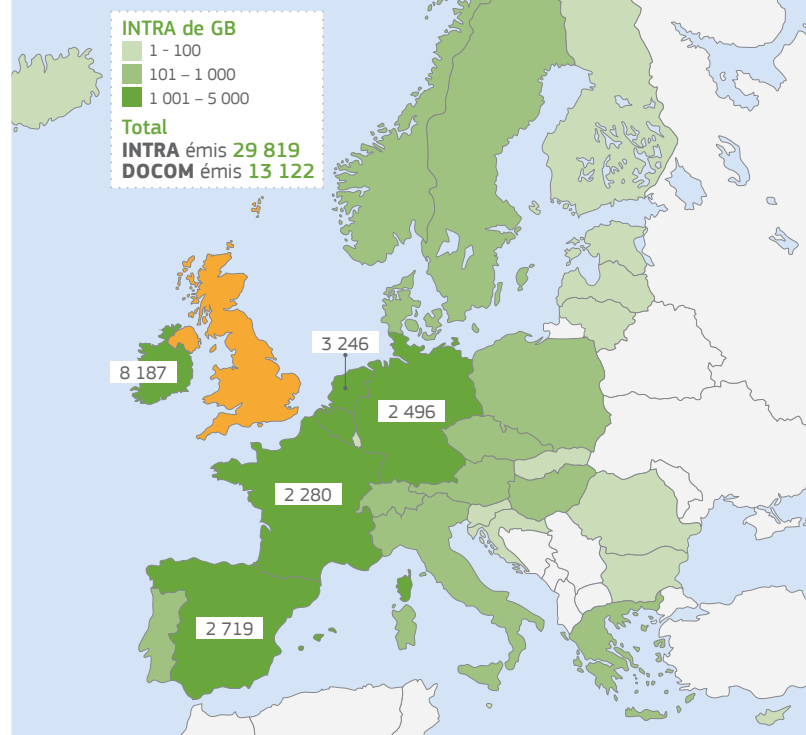 INTRA de GB
1 - 100
101 – 1 000
1 001 – 5 000
Total
INTRA émis 29 819
DOCOM émis 13 122
3 246
8 187
2 496
2 280
2 719